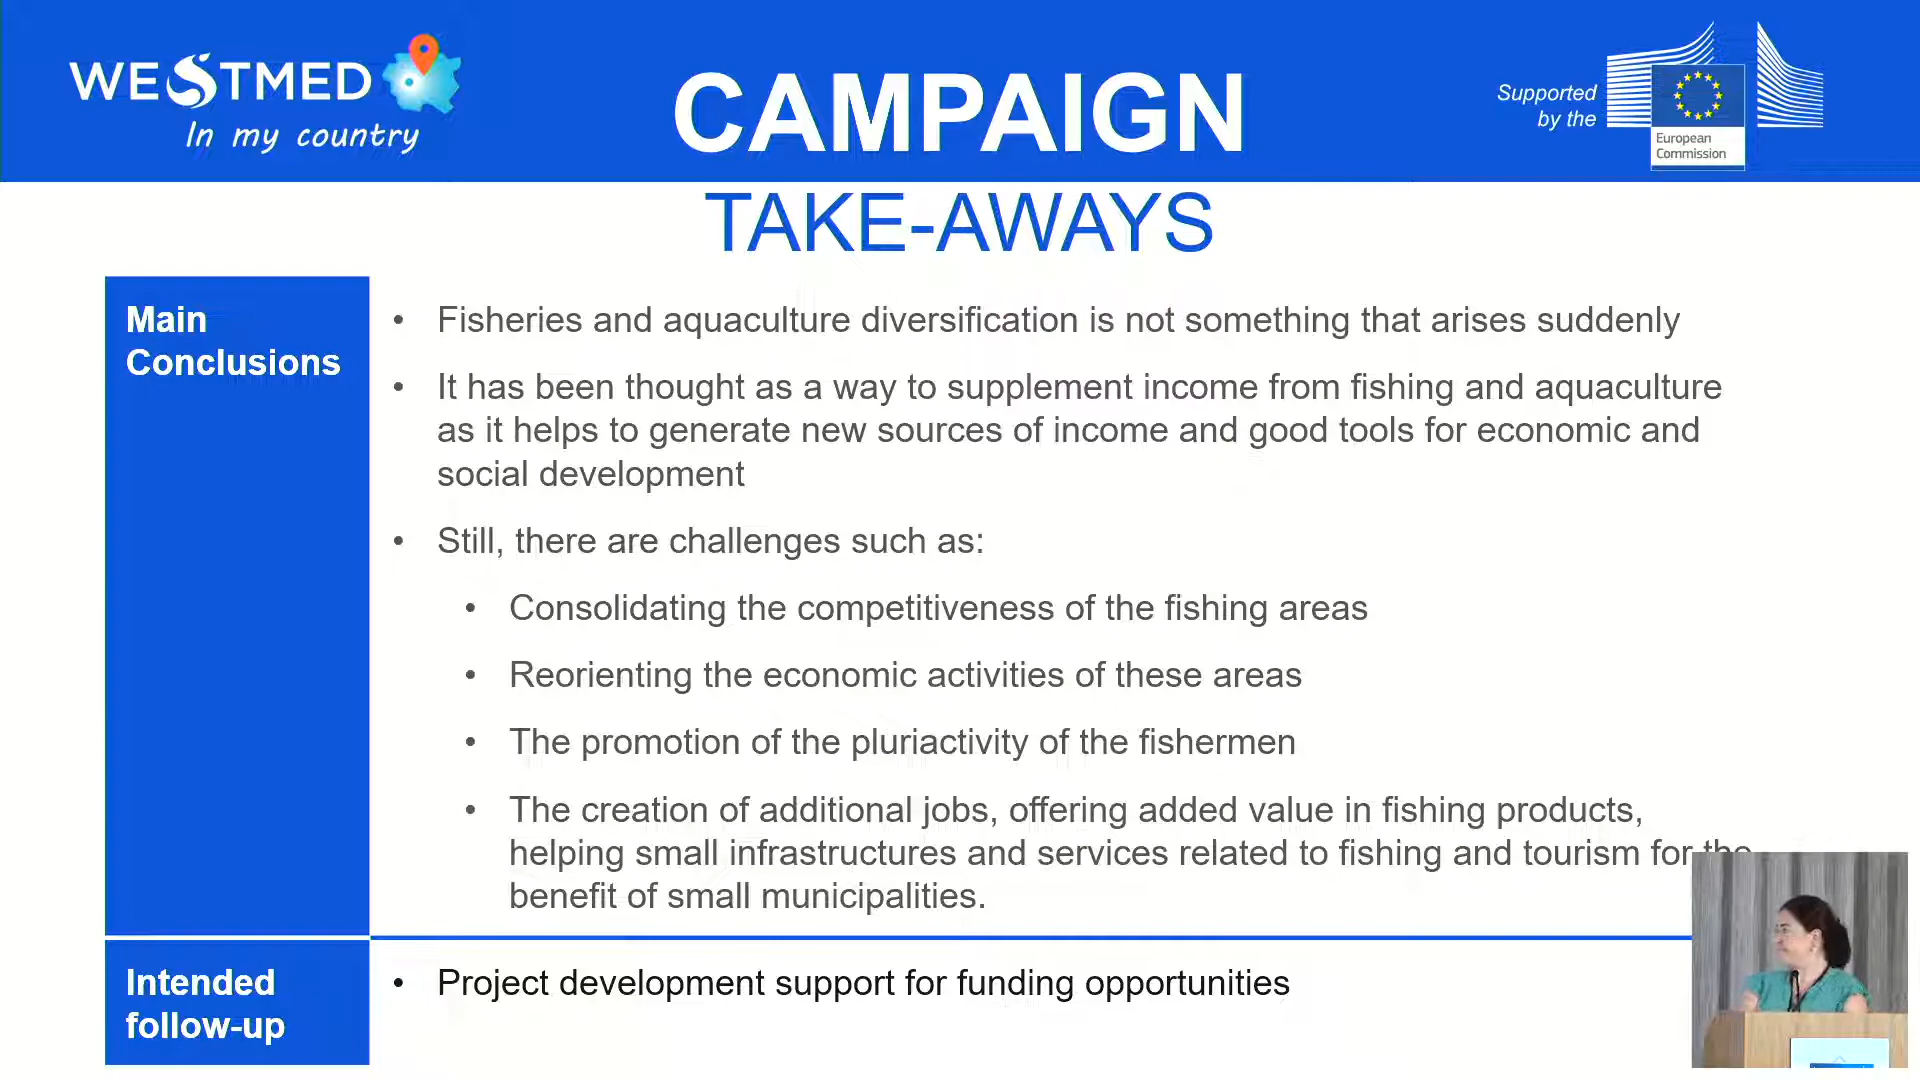 WESTMED
In my country
CAMPAIGN
Supported
by the
European
Commission
TAKE-AWAYS
Main
Conclusions
• Fisheries and aquaculture diversification is not something that arises suddenly
• It has been thought as a way to supplement income from fishing and aquaculture
as it helps to generate new sources of income and good tools for economic and
social development
• Still, there are challenges such as:
• Consolidating the competitiveness of the fishing areas
• Reorienting the economic activities of these areas
• The promotion of the pluriactivity of the fishermen
• The creation of additional jobs, offering added value in fishing products,
helping small infrastructures and services related to fishing and tourism for the
benefit of small municipalities.
Intended
follow-up
• Project development support for funding opportunities